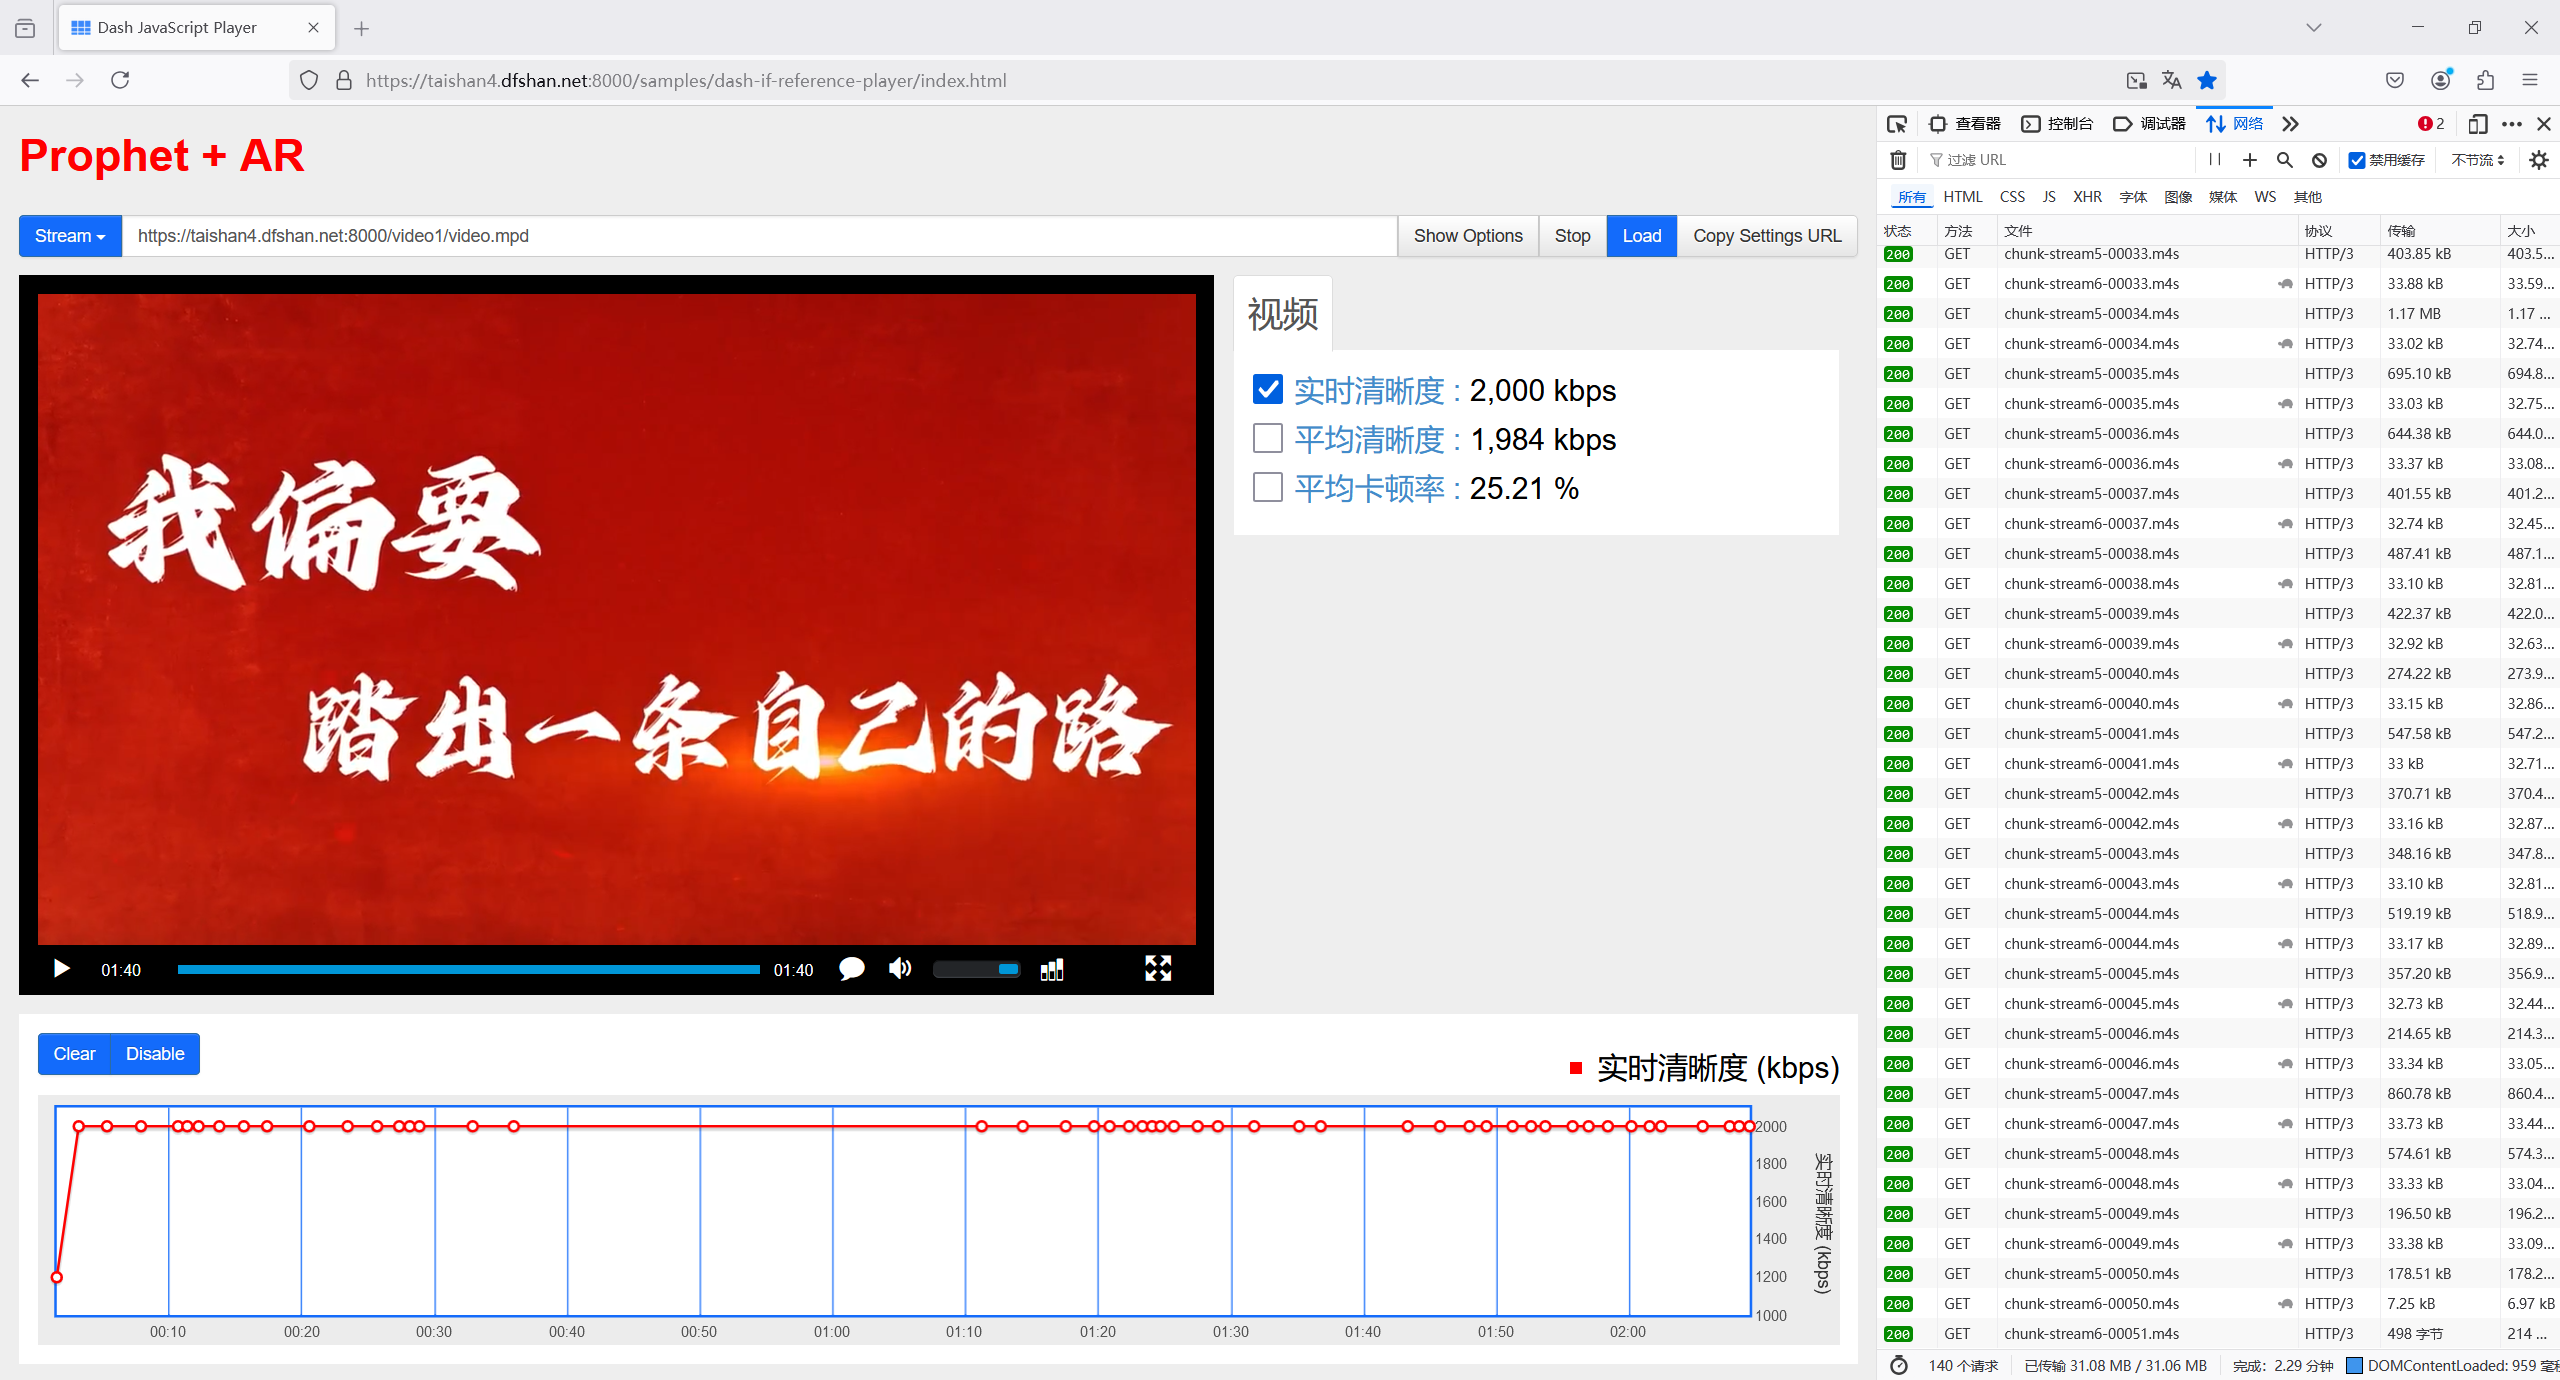 Dash JavaScript Player
https://taishan4.dfshan.net:8000/samples/dash-if-reference-player/index.html
Prophet + AR
Stream https://taishan4.dfshan.net:8000/video1/video.mpd Show Options Stop Load Copy Settings URL
我偏要
踏出一条自己的路
01:40 01:40
视频
实时清晰度 : 2,000 kbps
平均清晰度 : 1,984 kbps
平均卡顿率 : 25.21 %
Clear Disable
实时清晰度 (kbps)
2000
1800
1600
1400
1200
1000
实时清晰度 (kbps)
00:10 00:20 00:30 00:40 00:50 01:00 01:10 01:20 01:30 01:40 01:50 02:00
查看器 控制台 调试器 网络 2
过滤 URL 禁用缓存 不节流
所有 HTML CSS JS XHR 字体 图像 媒体 WS 其他
状态 方法 文件 协议 传输 大小
200 GET chunk-stream5-00033.m4s HTTP/3 403.85 kB 403.5...
200 GET chunk-stream6-00033.m4s HTTP/3 33.88 kB 33.59...
200 GET chunk-stream5-00034.m4s HTTP/3 1.17 MB 1.17 ...
200 GET chunk-stream6-00034.m4s HTTP/3 33.02 kB 32.74...
200 GET chunk-stream5-00035.m4s HTTP/3 695.10 kB 694.8...
200 GET chunk-stream6-00035.m4s HTTP/3 33.03 kB 32.75...
200 GET chunk-stream5-00036.m4s HTTP/3 644.38 kB 644.0...
200 GET chunk-stream6-00036.m4s HTTP/3 33.37 kB 33.08...
200 GET chunk-stream5-00037.m4s HTTP/3 401.55 kB 401.2...
200 GET chunk-stream6-00037.m4s HTTP/3 32.74 kB 32.45...
200 GET chunk-stream5-00038.m4s HTTP/3 487.41 kB 487.1...
200 GET chunk-stream6-00038.m4s HTTP/3 33.10 kB 32.81...
200 GET chunk-stream5-00039.m4s HTTP/3 422.37 kB 422.0...
200 GET chunk-stream6-00039.m4s HTTP/3 32.92 kB 32.63...
200 GET chunk-stream5-00040.m4s HTTP/3 274.22 kB 273.9...
200 GET chunk-stream6-00040.m4s HTTP/3 33.15 kB 32.86...
200 GET chunk-stream5-00041.m4s HTTP/3 547.58 kB 547.2...
200 GET chunk-stream6-00041.m4s HTTP/3 33 kB 32.71...
200 GET chunk-stream5-00042.m4s HTTP/3 370.71 kB 370.4...
200 GET chunk-stream6-00042.m4s HTTP/3 33.16 kB 32.87...
200 GET chunk-stream5-00043.m4s HTTP/3 348.16 kB 347.8...
200 GET chunk-stream6-00043.m4s HTTP/3 33.10 kB 32.81...
200 GET chunk-stream5-00044.m4s HTTP/3 519.19 kB 518.9...
200 GET chunk-stream6-00044.m4s HTTP/3 33.17 kB 32.89...
200 GET chunk-stream5-00045.m4s HTTP/3 357.20 kB 356.9...
200 GET chunk-stream6-00045.m4s HTTP/3 32.73 kB 32.44...
200 GET chunk-stream5-00046.m4s HTTP/3 214.65 kB 214.3...
200 GET chunk-stream6-00046.m4s HTTP/3 33.34 kB 33.05...
200 GET chunk-stream5-00047.m4s HTTP/3 860.78 kB 860.4...
200 GET chunk-stream6-00047.m4s HTTP/3 33.73 kB 33.44...
200 GET chunk-stream5-00048.m4s HTTP/3 574.61 kB 574.3...
200 GET chunk-stream6-00048.m4s HTTP/3 33.33 kB 33.04...
200 GET chunk-stream5-00049.m4s HTTP/3 196.50 kB 196.2...
200 GET chunk-stream6-00049.m4s HTTP/3 33.38 kB 33.09...
200 GET chunk-stream5-00050.m4s HTTP/3 178.51 kB 178.2...
200 GET chunk-stream6-00050.m4s HTTP/3 7.25 kB 6.97 kB
200 GET chunk-stream6-00051.m4s HTTP/3 498 字节 214 ...
140 个请求 已传输 31.08 MB / 31.06 MB 完成：2.29 分钟 DOMContentLoaded: 959 毫